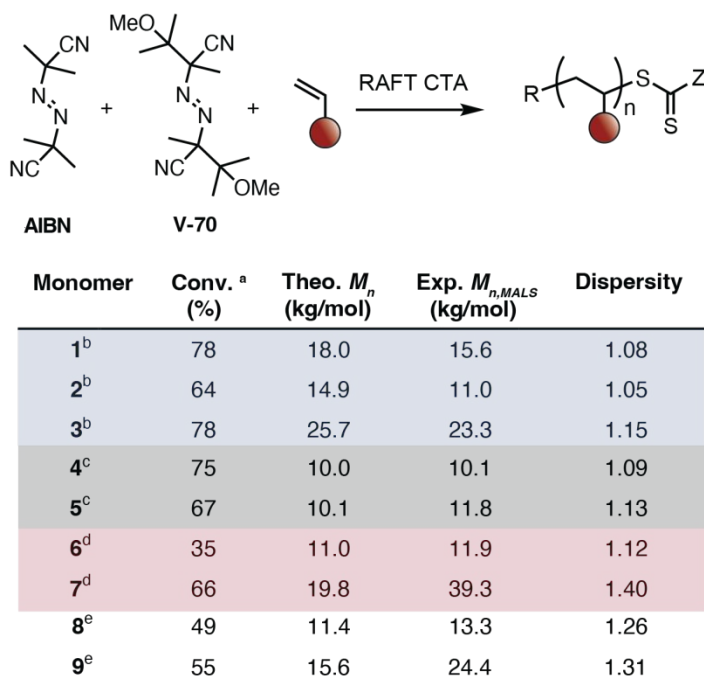 MeO CN
CN
N N
N + N + RAFT CTA R ( ) n S Z
NC NC OMe S
AIBN V-70
Monomer Conv. a Theo. Mn Exp. Mn,MALS Dispersity
(%) (kg/mol) (kg/mol)
1b 78 18.0 15.6 1.08
2b 64 14.9 11.0 1.05
3b 78 25.7 23.3 1.15
4c 75 10.0 10.1 1.09
5c 67 10.1 11.8 1.13
6d 35 11.0 11.9 1.12
7d 66 19.8 39.3 1.40
8e 49 11.4 13.3 1.26
9e 55 15.6 24.4 1.31